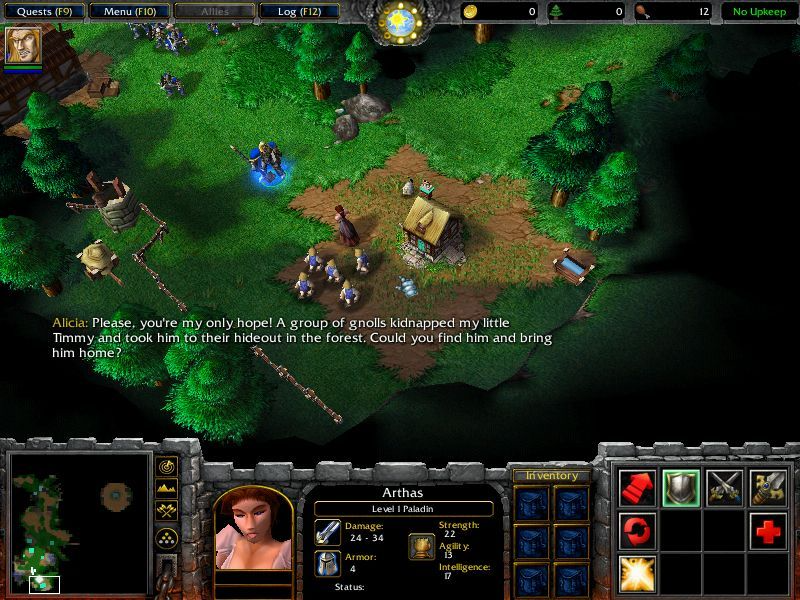 Quests (F9) Menu (F10) Allies Log (F12) 0 0 12 No Upkeep
Alicia: Please, you're my only hope! A group of gnolls kidnapped my little
Timmy and took him to their hideout in the forest. Could you find him and bring
him home?
Arthas
Level 1 Paladin
Damage:
24 - 34
Armor:
4
Strength:
22
Agility:
13
Intelligence:
17
Status:
Inventory